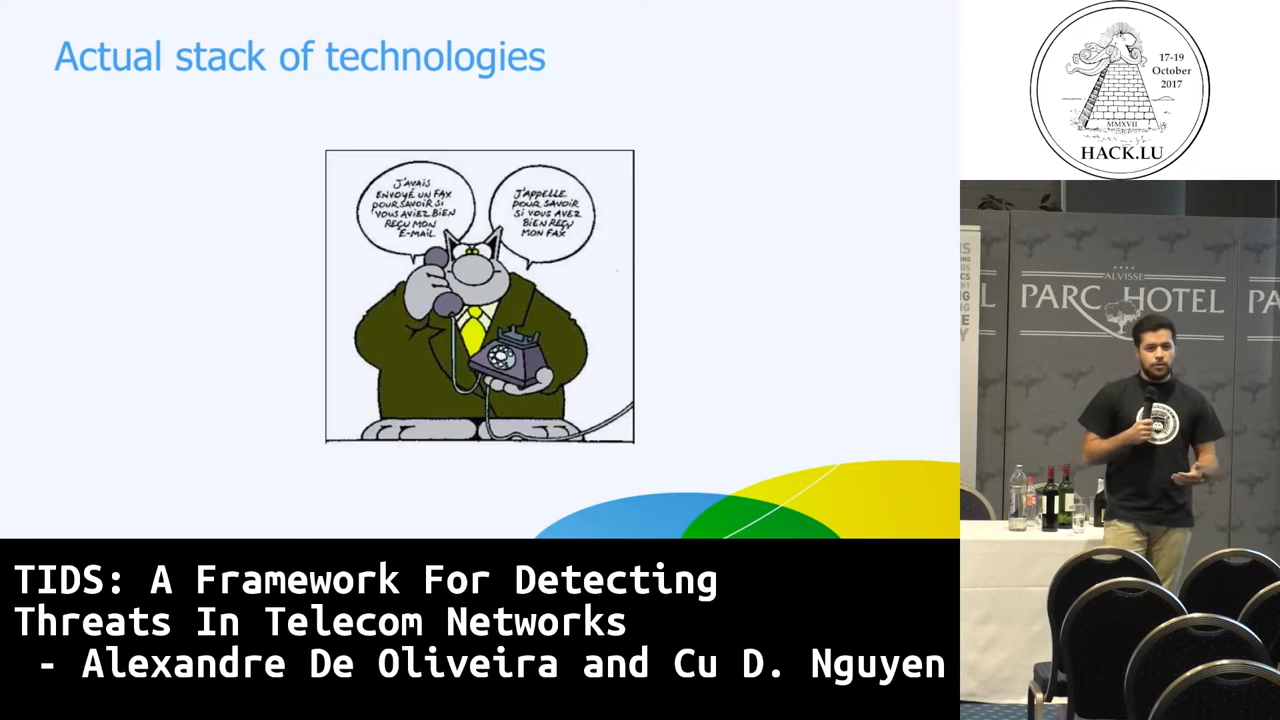 Actual stack of technologies
J'AVAIS
ENVOYÉ UN FAX
POUR SAVOIR SI
VOUS AVIEZ BIEN
REÇU MON
E-MAIL
J'APPELLE
POUR SAVOIR
SI VOUS AVEZ
BIEN REÇU
MON FAX
17-19
October
2017
MMXVII
HACK.LU
ALVISSE
PARC HOTEL
TIDS: A Framework For Detecting
Threats In Telecom Networks
- Alexandre De Oliveira and Cu D. Nguyen